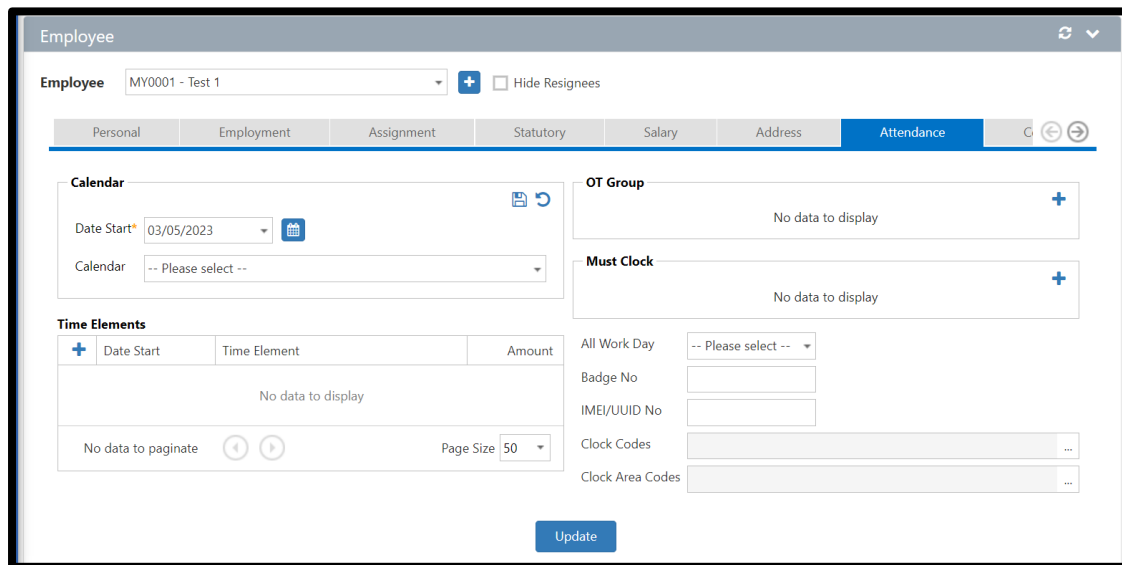 Employee
Employee MY0001 - Test 1 Hide Resignees
Personal Employment Assignment Statutory Salary Address Attendance
Calendar
Date Start* 03/05/2023
Calendar -- Please select --
Time Elements
Date Start Time Element Amount
No data to display
No data to paginate Page Size 50
OT Group
No data to display
Must Clock
No data to display
All Work Day -- Please select --
Badge No
IMEI/UUID No
Clock Codes ...
Clock Area Codes ...
Update